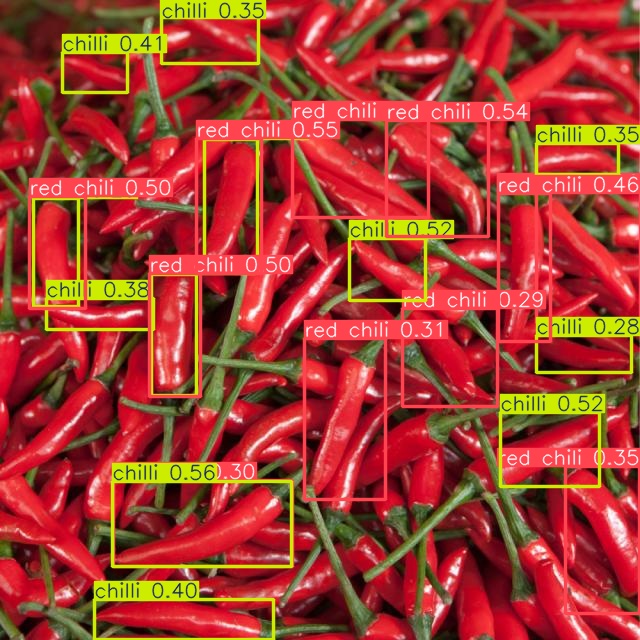 chilli 0.35
chilli 0.41
red chili
red chili 0.54
red chili 0.55
chilli 0.35
red chili 0.50
red chili 0.46
chilli 0.52
red chili 0.50
chilli 0.38
red chili 0.29
red chili 0.31
chilli 0.28
chilli 0.52
red chili 0.35
chilli 0.56
0.30
chilli 0.40